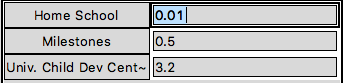 Home School 0.01
Milestones 0.5
Univ. Child Dev Cent~ 3.2